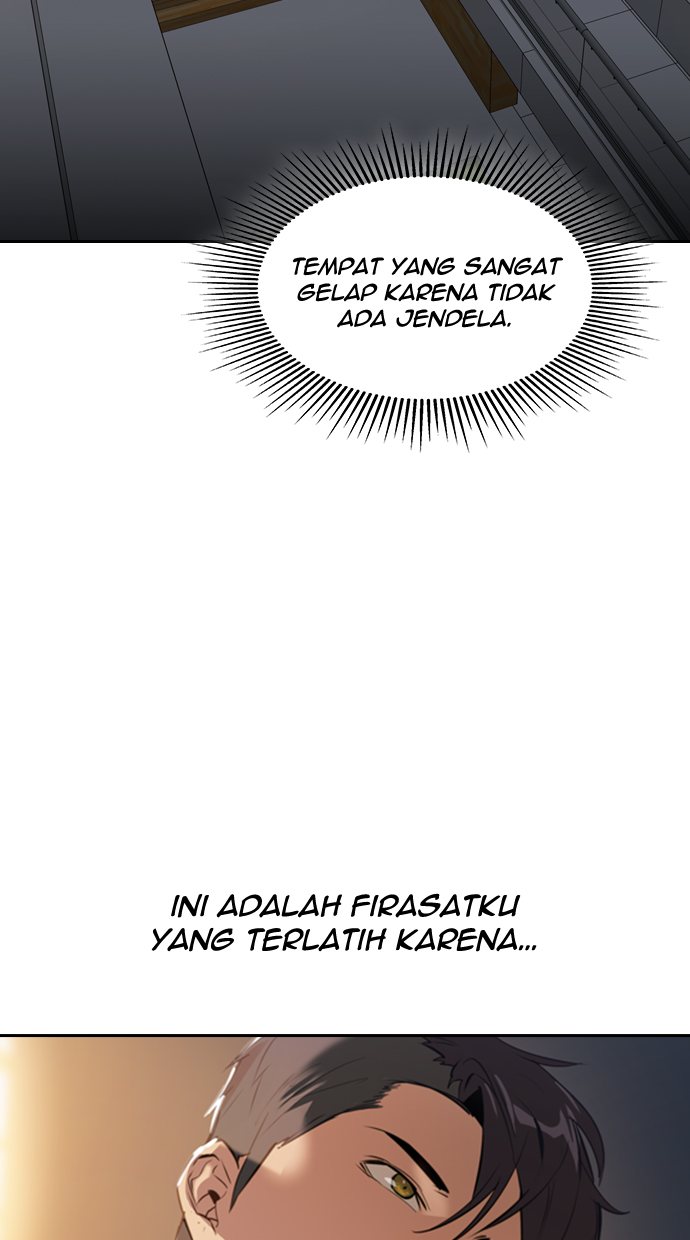 TEMPAT YANG SANGAT
GELAP KARENA TIDAK
ADA JENDELA.
INI ADALAH FIRASATKU
YANG TERLATIH KARENA...